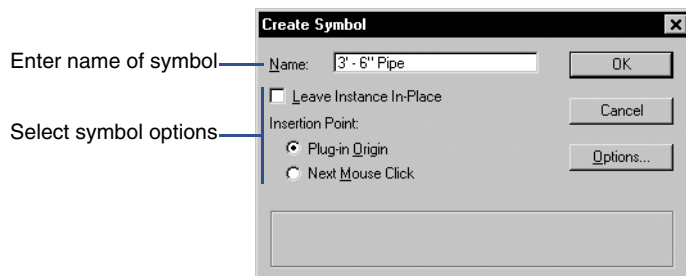 Create Symbol
Enter name of symbol
Name: 3' - 6" Pipe
OK
Leave Instance In-Place
Cancel
Select symbol options
Insertion Point:
Plug-in Origin
Options...
Next Mouse Click